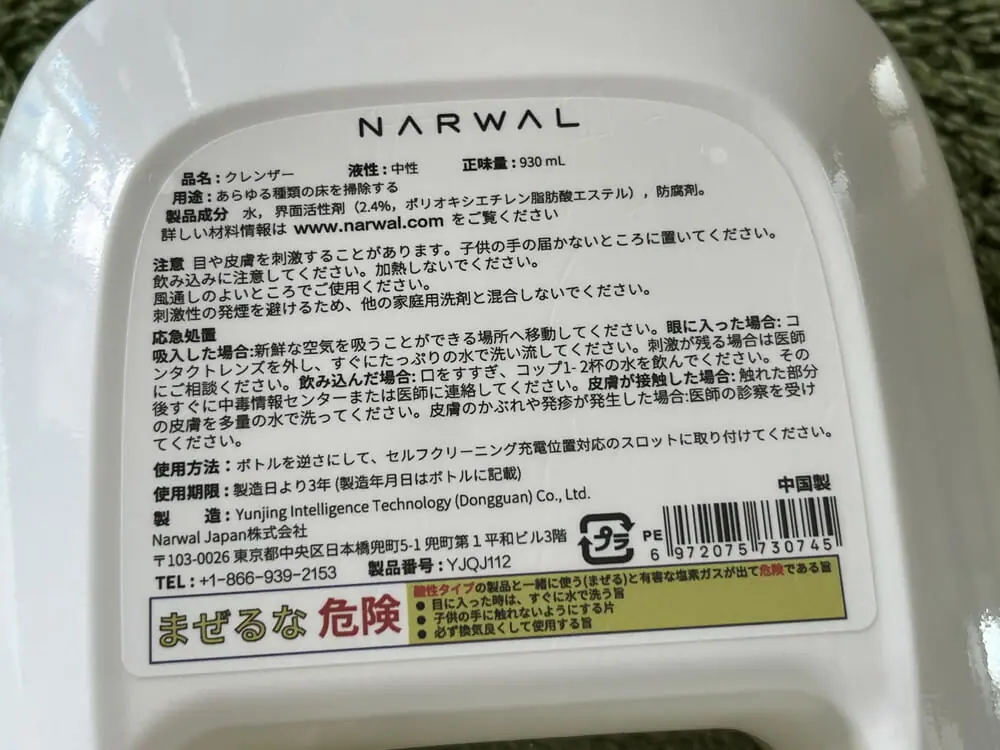 NARWAL
品名：クレンザー 液性：中性 正味量：930 mL
用途：あらゆる種類の床を掃除する
製品成分 水，界面活性剤（2.4%，ポリオキシエチレン脂肪酸エステル），防腐剤。
詳しい材料情報は www.narwal.com をご覧ください
注意 目や皮膚を刺激することがあります。子供の手の届かないところに置いてください。
飲み込みに注意してください。加熱しないでください。
風通しのよいところでご使用ください。
刺激性の発煙を避けるため、他の家庭用洗剤と混合しないでください。
応急処置
吸入した場合:新鮮な空気を吸うことができる場所へ移動してください。眼に入った場合: コ
ンタクトレンズを外し、すぐにたっぷりの水で洗い流してください。刺激が残る場合は医師
にご相談ください。飲み込んだ場合: 口をすすぎ、コップ1- 2杯の水を飲んでください。その
後すぐに中毒情報センターまたは医師に連絡してください。皮膚が接触した場合: 触れた部分
の皮膚を多量の水で洗ってください。皮膚のかぶれや発疹が発生した場合:医師の診察を受け
てください。
使用方法：ボトルを逆さにして、セルフクリーニング充電位置対応のスロットに取り付けてください。
使用期限：製造日より3年 (製造年月日はボトルに記載)
製 造：Yunjing Intelligence Technology (Dongguan) Co., Ltd.
中国製
Narwal Japan株式会社
〒103-0026 東京都中央区日本橋兜町5-1 兜町第１平和ビル3階
TEL：+1-866-939-2153 製品番号：YJQJ112
プラ
PE
6 972075 730745
まぜるな 危険
酸性タイプの製品と一緒に使う(まぜる)と有害な塩素ガスが出て危険である旨
● 目に入った時は、すぐに水で洗う旨
● 子供の手に触れないようにする片
● 必ず換気良くして使用する旨